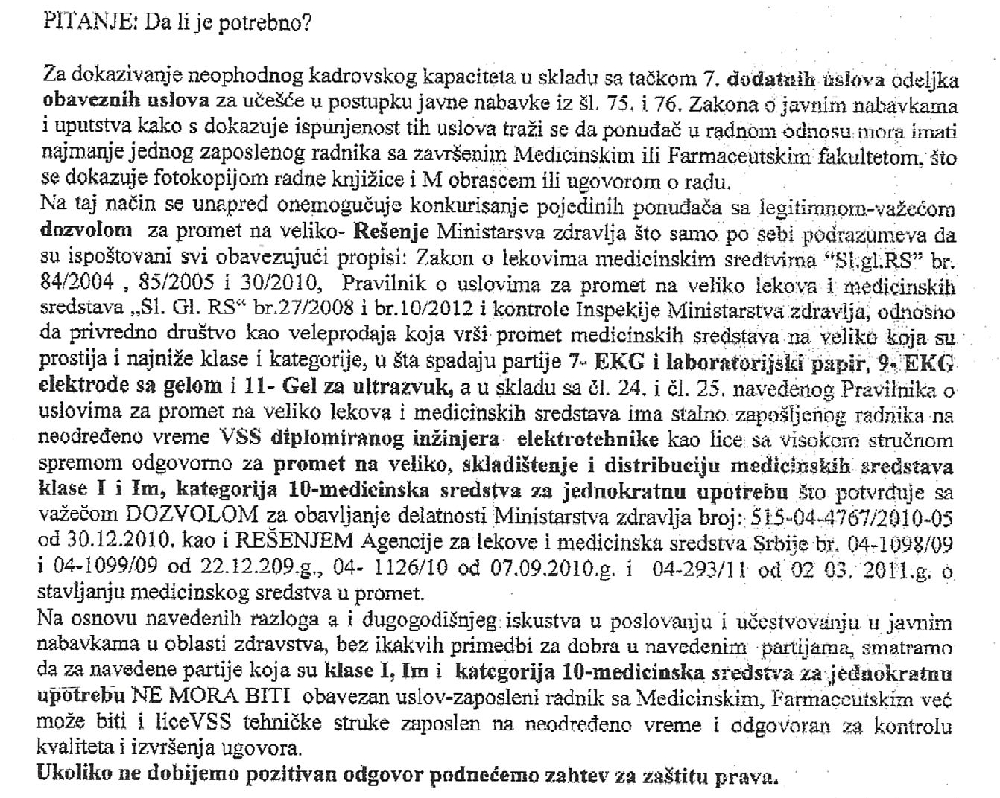 PITANJE: Da li je potrebno?
Za dokazivanje neophodnog kadrovskog kapaciteta u skladu sa tačkom 7. dodatnih uslova odeljka
obaveznih uslova za učešće u postupku javne nabavke iz šl. 75. i 76. Zakona o javnim nabavkama
i uputstva kako s dokazuje ispunjenost tih uslova traži se da ponuđač u radnom odnosu mora imati
najmanje jednog zaposlenog radnika sa završenim Medicinskim ili Farmaceutskim fakultetom, što
se dokazuje fotokopijom radne knjižice i M obrascem ili ugovorom o radu.
Na taj način se unapred onemogučuje konkurisanje pojedinih ponuđača sa legitimnom-važećom
dozvolom za promet na veliko- Rešenje Ministarsva zdravlja što samo po sebi podrazumeva da
su ispoštovani svi obavezujući propisi: Zakon o lekovima medicinskim sredtvima “Sl.gl.RS” br.
84/2004 , 85/2005 i 30/2010, Pravilnik o uslovima za promet na veliko lekova i medicinskih
sredstava „Sl. Gl. RS“ br.27/2008 i br.10/2012 i kontrole Inspekije Ministarstva zdravlja, odnosno
da privredno društvo kao veleprodaja koja vrši promet medicinskih sredstava na veliko koja su
prostija i najniže klase i kategorije, u šta spadaju partije 7- EKG i laboratorijski papir, 9- EKG
elektrode sa gelom i 11- Gel za ultrazvuk, a u skladu sa čl. 24. i čl. 25. navedenog Pravilnika o
uslovima za promet na veliko lekova i medicinskih sredstava ima stalno zapošljenog radnika na
neodređeno vreme VSS diplomiranog inžinjera elektrotehnike kao lice sa visokom stručnom
spremom odgovorno za promet na veliko, skladištenje i distribuciju medicinskih sredstava
klase I i Im, kategorija 10-medicinska sredstva za jednokratnu upotrebu što potvrđuje sa
važečom DOZVOLOM za obavljanje delatnosti Ministarstva zdravlja broj: 515-04-4767/2010-05
od 30.12.2010. kao i REŠENJEM Agencije za lekove i medicinska sredstva Srbije br. 04-1098/09
i 04-1099/09 od 22.12.209.g., 04- 1126/10 od 07.09.2010.g. i 04-293/11 od 02 03. 2011.g. o
stavljanju medicinskog sredstva u promet.
Na osnovu navedenih razloga a i dugogodišnjeg iskustva u poslovanju i učestvovanju u javnim
nabavkama u oblasti zdravstva, bez ikakvih primedbi za dobra u navedenim partijama, smatramo
da za navedene partije koja su klase I, Im i kategorija 10-medicinska sredstva za jednokratnu
upotrebu NE MORA BITI obavezan uslov-zaposleni radnik sa Medicinskim, Farmaceutskim već
može biti i liceVSS tehničke struke zaposlen na neodređeno vreme i odgovoran za kontrolu
kvaliteta i izvršenja ugovora.
Ukoliko ne dobijemo pozitivan odgovor podnećemo zahtev za zaštitu prava.